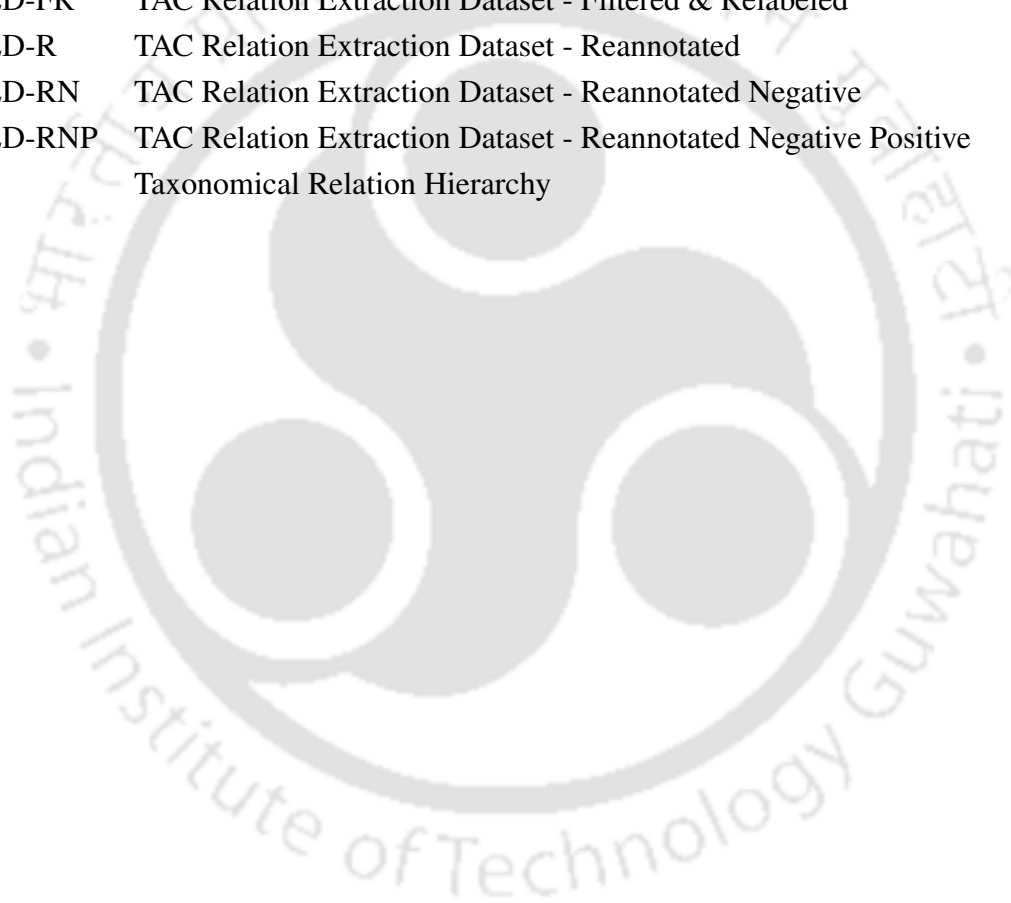 TAC Relation Extraction Dataset - Filtered & Relabeled
D-R TAC Relation Extraction Dataset - Reannotated
D-RN TAC Relation Extraction Dataset - Reannotated Negative
D-RNP TAC Relation Extraction Dataset - Reannotated Negative Positive
Taxonomical Relation Hierarchy
Indian Institute of Technology Guwahati